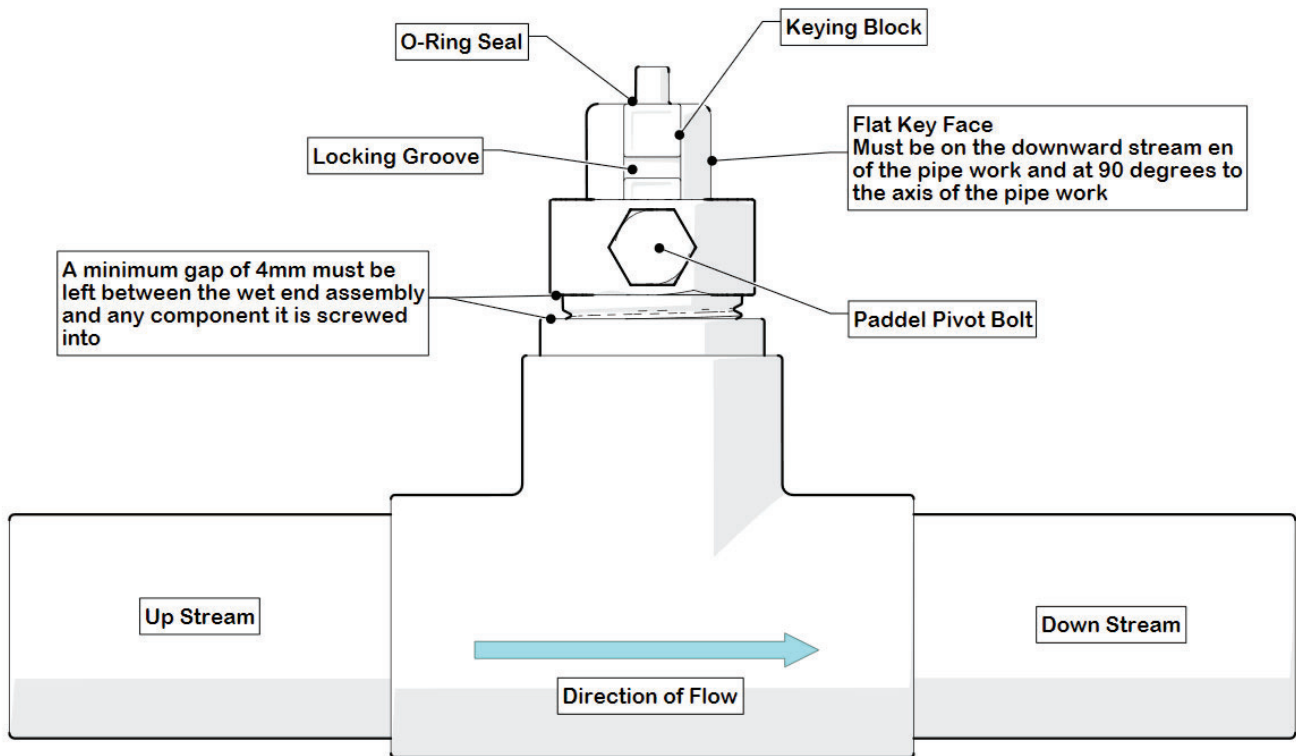 O-Ring Seal
Keying Block
Locking Groove
Flat Key Face
Must be on the downward stream en
of the pipe work and at 90 degrees to
the axis of the pipe work
A minimum gap of 4mm must be
left between the wet end assembly
and any component it is screwed
into
Paddel Pivot Bolt
Up Stream
Down Stream
Direction of Flow